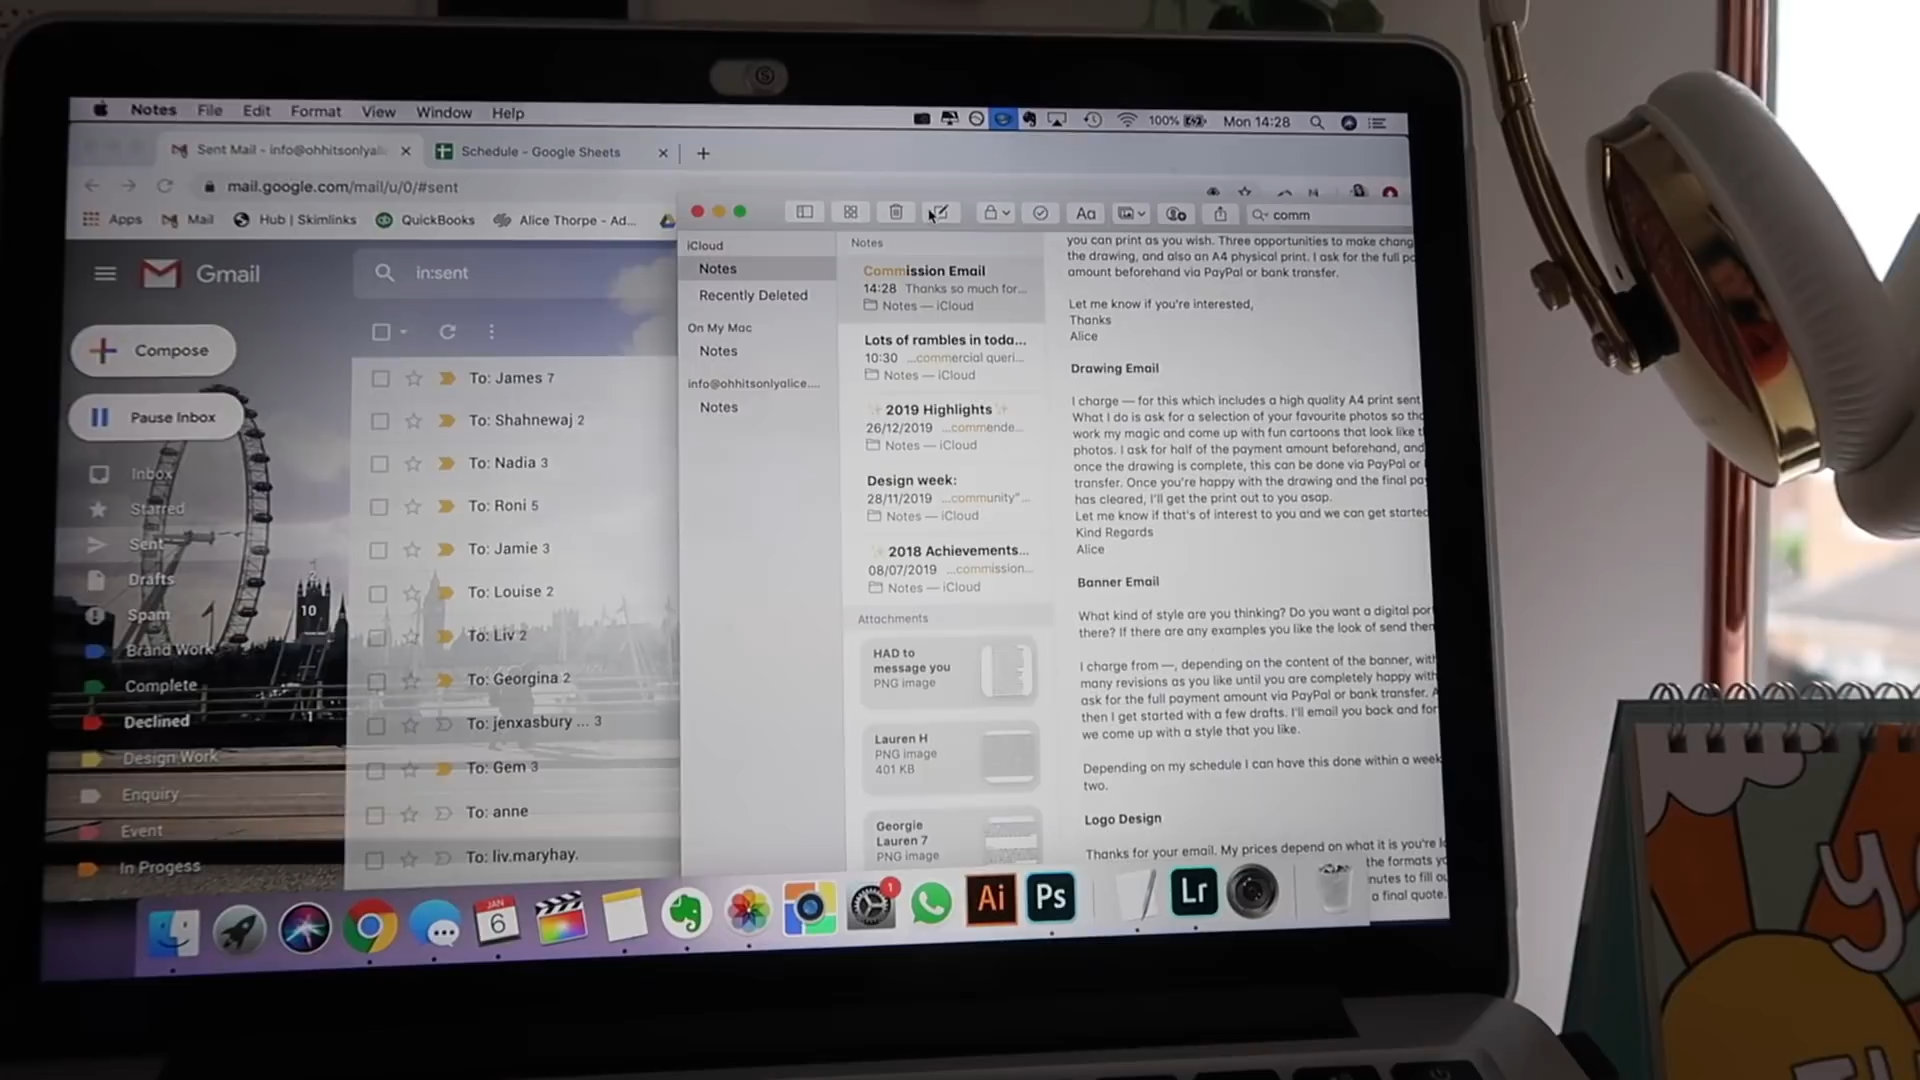 Notes File Edit Format View Window Help
100% Mon 14:28
Sent Mail - info@ohhitsonlyali
Schedule - Google Sheets
mail.google.com/mail/u/0/#sent
Apps Mail Hub | Skimlinks QuickBooks Alice Thorpe - Ad...
Gmail
in:sent
Compose
Pause Inbox
Inbox
Starred
Sent
Drafts
2
Spam
10
Brand Work
Complete
Declined
1
Design Work
Enquiry
Event
In Progess
To: James 7
To: Shahnewaj 2
To: Nadia 3
To: Roni 5
To: Jamie 3
To: Louise 2
To: Liv 2
To: Georgina 2
To: jenxasbury ... 3
To: Gem 3
To: anne
To: liv.maryhay.
Aa
comm
iCloud
Notes
Recently Deleted
On My Mac
Notes
info@ohhitsonlyalice....
Notes
Notes
Commission Email
14:28 Thanks so much for...
Notes — iCloud
Lots of rambles in toda...
10:30 ...commercial queri...
Notes — iCloud
2019 Highlights
26/12/2019 ...commende...
Notes — iCloud
Design week:
28/11/2019 ...community"...
Notes — iCloud
2018 Achievements...
08/07/2019 ...commission...
Notes — iCloud
Attachments
HAD to
message you
PNG image
Lauren H
PNG image
401 KB
Georgie
Lauren 7
PNG image
you can print as you wish. Three opportunities to make chang
the drawing, and also an A4 physical print. I ask for the full
amount beforehand via PayPal or bank transfer.
Let me know if you're interested,
Thanks
Alice
Drawing Email
I charge — for this which includes a high quality A4 print sent
What I do is ask for a selection of your favourite photos so
work my magic and come up with fun cartoons that look like
photos. I ask for half of the payment amount beforehand, and
once the drawing is complete, this can be done via PayPal or
transfer. Once you're happy with the drawing and the final
has cleared, I'll get the print out to you asap.
Let me know if that's of interest to you and we can get started
Kind Regards
Alice
Banner Email
What kind of style are you thinking? Do you want a digital
there? If there are any examples you like the look of send
I charge from —, depending on the content of the banner,
many revisions as you like until you are completely happy with
ask for the full payment amount via PayPal or bank transfer.
then I get started with a few drafts. I'll email you back and
we come up with a style that you like.
Depending on my schedule I can have this done within a week
two.
Logo Design
Thanks for your email. My prices depend on what it is you're
the formats
nutes to fill
a final quote.
JAN
6
1
Ai
Ps
Lr